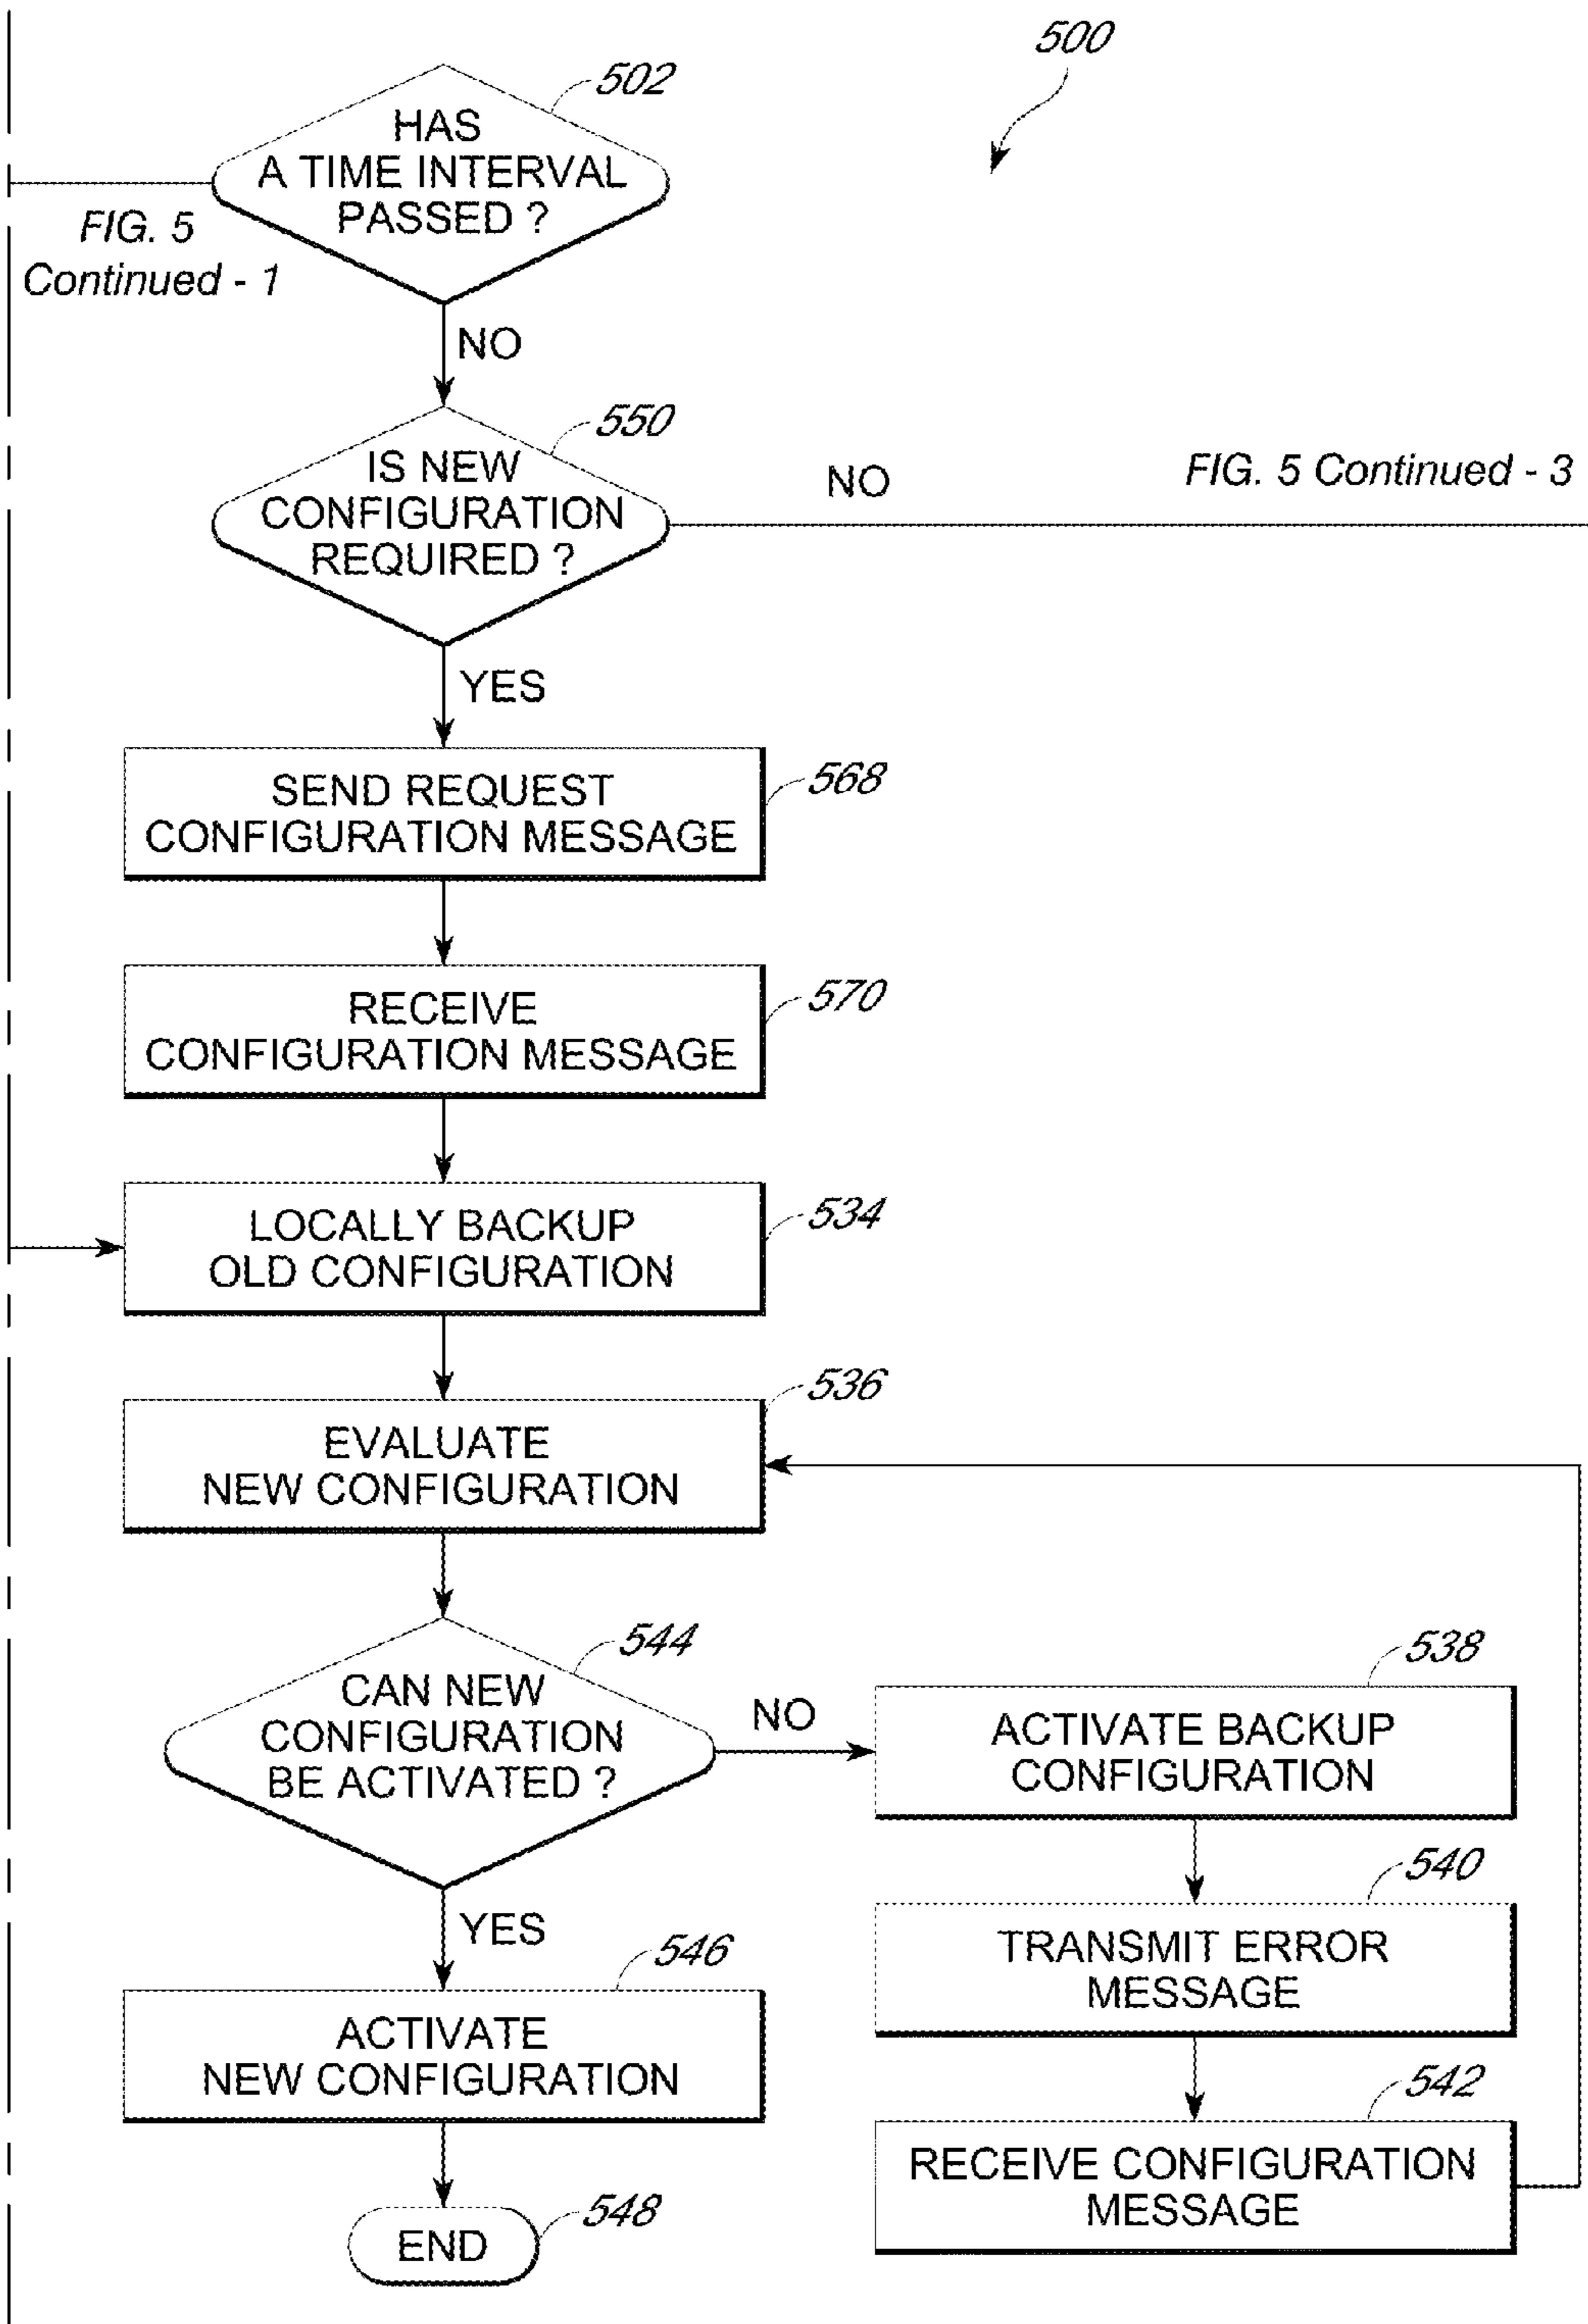 500
502
HAS
A TIME INTERVAL
PASSED ?
FIG. 5
Continued - 1
NO
550
IS NEW
CONFIGURATION
REQUIRED ?
NO
FIG. 5 Continued - 3
YES
568
SEND REQUEST
CONFIGURATION MESSAGE
570
RECEIVE
CONFIGURATION MESSAGE
534
LOCALLY BACKUP
OLD CONFIGURATION
536
EVALUATE
NEW CONFIGURATION
544
CAN NEW
CONFIGURATION
BE ACTIVATED ?
NO
538
ACTIVATE BACKUP
CONFIGURATION
540
TRANSMIT ERROR
MESSAGE
YES
546
ACTIVATE
NEW CONFIGURATION
542
RECEIVE CONFIGURATION
MESSAGE
548
END